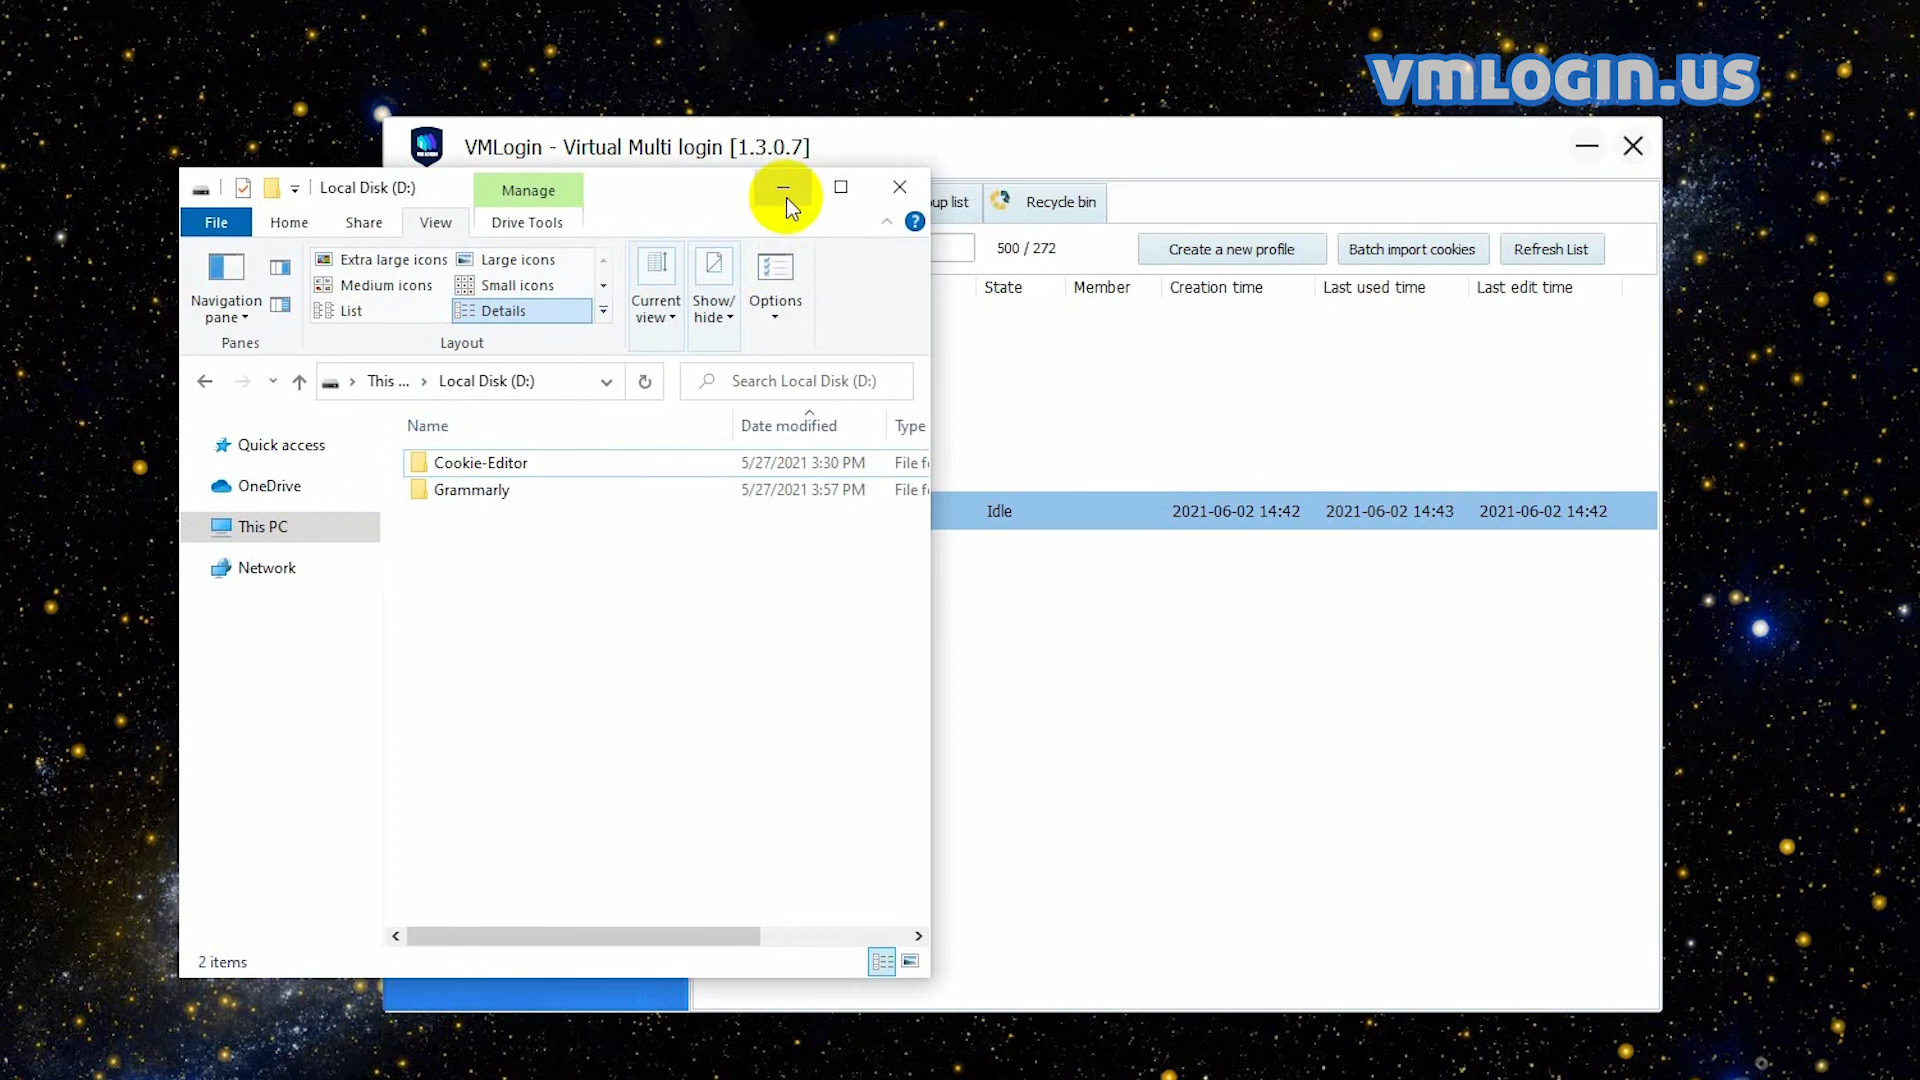 VMLOGIN.US
VMLogin - Virtual Multi login [1.3.0.7]
Local Disk (D:)
Manage
File
Home
Share
View
Drive Tools
oup list
Recycle bin
500 / 272
Create a new profile
Batch import cookies
Refresh List
Navigation pane
Extra large icons
Large icons
Medium icons
Small icons
List
Details
Current view
Show/ hide
Options
Panes
Layout
State
Member
Creation time
Last used time
Last edit time
This ...
Local Disk (D:)
Search Local Disk (D:)
Name
Date modified
Type
Quick access
OneDrive
This PC
Network
Cookie-Editor
5/27/2021 3:30 PM
File f
Grammarly
5/27/2021 3:57 PM
File f
Idle
2021-06-02 14:42
2021-06-02 14:43
2021-06-02 14:42
2 items